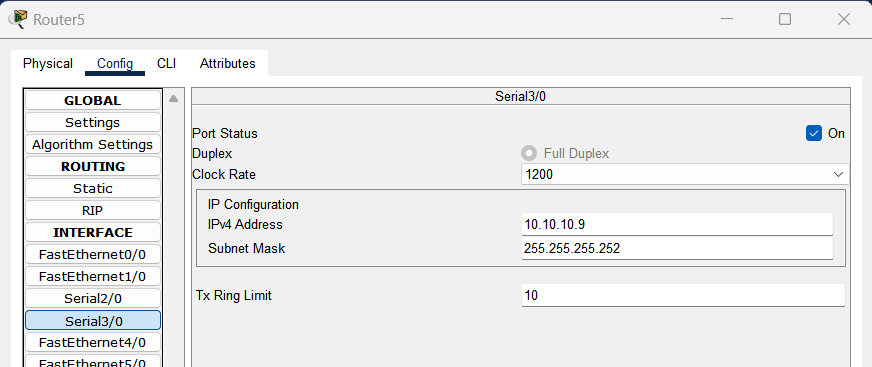 Router5
Physical Config CLI Attributes
GLOBAL
Settings
Algorithm Settings
ROUTING
Static
RIP
INTERFACE
FastEthernet0/0
FastEthernet1/0
Serial2/0
Serial3/0
FastEthernet4/0
FastEthernet5/0
Serial3/0
Port Status On
Duplex Full Duplex
Clock Rate 1200
IP Configuration
IPv4 Address 10.10.10.9
Subnet Mask 255.255.255.252
Tx Ring Limit 10